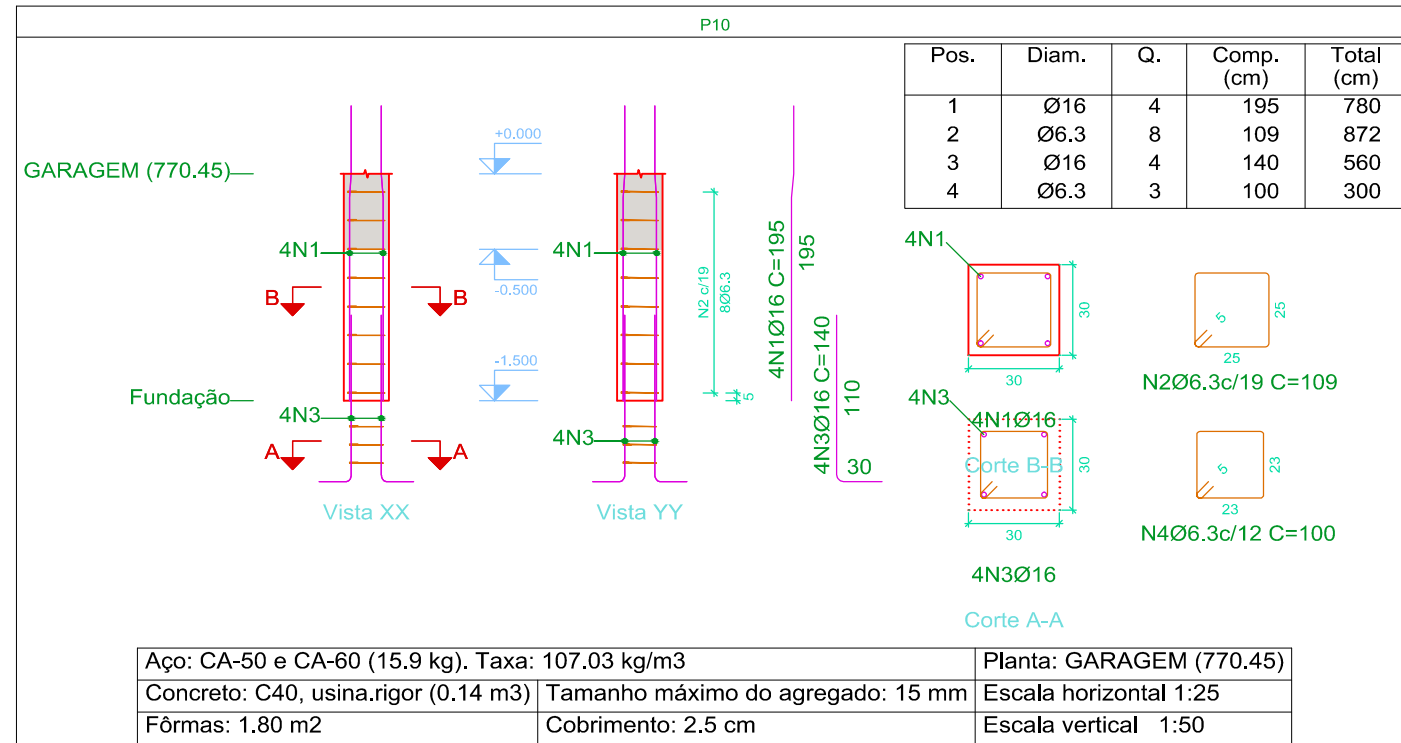 P10
Pos. Diam. Q. Comp. (cm) Total (cm)
1 Ø16 4 195 780
2 Ø6.3 8 109 872
3 Ø16 4 140 560
4 Ø6.3 3 100 300
GARAGEM (770.45)
+0.000
4N1
4N1
-0.500
B B
-1.500
Fundação
4N3
4N3
A A
Vista XX
Vista YY
N2 c/19
8Ø6.3
5
4N1Ø16 C=195
195
4N3Ø16 C=140
110
30
4N1
30
30
4N1Ø16
Corte B-B
5
25
25
N2Ø6.3c/19 C=109
4N3
30
30
4N3Ø16
Corte A-A
5
23
23
N4Ø6.3c/12 C=100
Aço: CA-50 e CA-60 (15.9 kg). Taxa: 107.03 kg/m3
Planta: GARAGEM (770.45)
Concreto: C40, usina.rigor (0.14 m3)
Tamanho máximo do agregado: 15 mm
Escala horizontal 1:25
Fôrmas: 1.80 m2
Cobrimento: 2.5 cm
Escala vertical 1:50